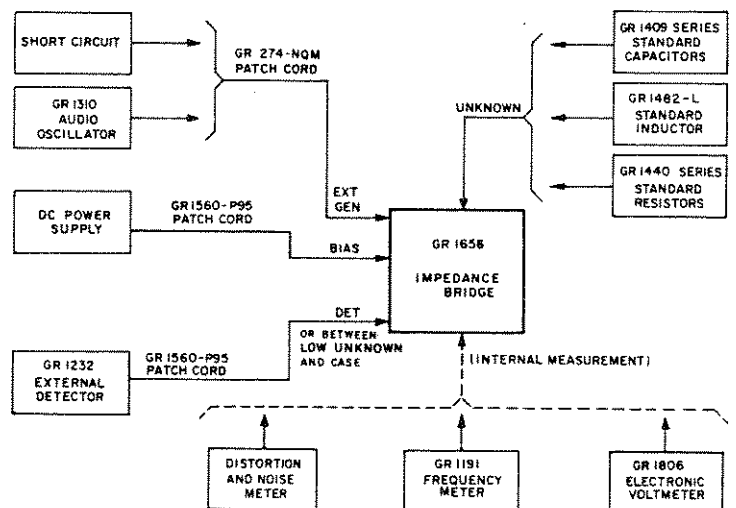 SHORT CIRCUIT
GR 1310
AUDIO
OSCILLATOR
GR 274-NQM
PATCH CORD
EXT
GEN
DC POWER
SUPPLY
GR1560-P95
PATCH CORD
BIAS
GR 1232
EXTERNAL
DETECTOR
GR 1560-P95
PATCH CORD
DET
OR BETWEEN
LOW UNKNOWN
AND CASE
UNKNOWN
GR 1409 SERIES
STANDARD
CAPACITORS
GR 1482-L
STANDARD
INDUCTOR
GR 1440 SERIES
STANDARD
RESISTORS
GR 1656
IMPEDANCE
BRIDGE
(INTERNAL MEASUREMENT)
DISTORTION
AND NOISE
METER
GR 1191
FREQUENCY
METER
GR 1806
ELECTRONIC
VOLTMETER